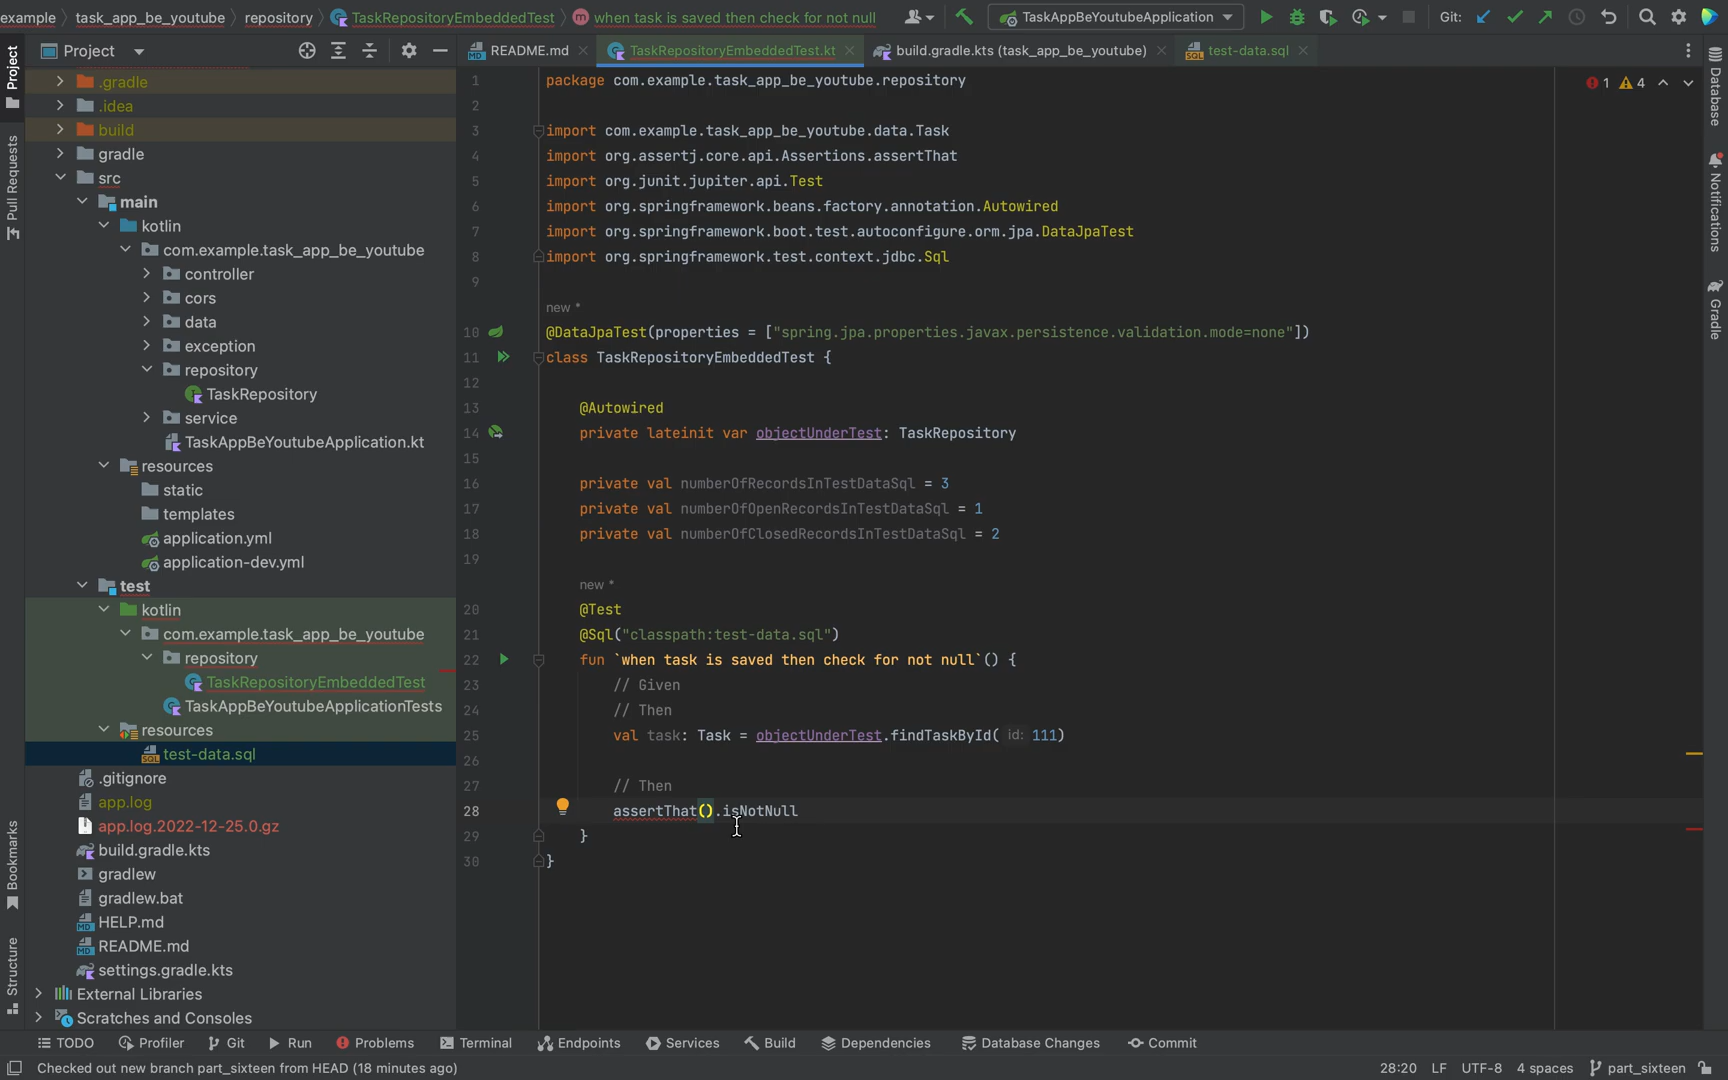 example task_app_be_youtube repository TaskRepositoryEmbeddedTest when task is saved then check for not null TaskAppBeYoutubeApplication Git:
Project README.md TaskRepositoryEmbeddedTest.kt build.gradle.kts (task_app_be_youtube) test-data.sql
Project
Pull Requests
Bookmarks
Structure
.gradle
.idea
build
gradle
src
main
kotlin
com.example.task_app_be_youtube
controller
cors
data
exception
repository
TaskRepository
service
TaskAppBeYoutubeApplication.kt
resources
static
templates
application.yml
application-dev.yml
test
kotlin
com.example.task_app_be_youtube
repository
TaskRepositoryEmbeddedTest
TaskAppBeYoutubeApplicationTests
resources
test-data.sql
.gitignore
app.log
app.log.2022-12-25.0.gz
build.gradle.kts
gradlew
gradlew.bat
HELP.md
README.md
settings.gradle.kts
External Libraries
Scratches and Consoles
1 package com.example.task_app_be_youtube.repository
2
3 import com.example.task_app_be_youtube.data.Task
4 import org.assertj.core.api.Assertions.assertThat
5 import org.junit.jupiter.api.Test
6 import org.springframework.beans.factory.annotation.Autowired
7 import org.springframework.boot.test.autoconfigure.orm.jpa.DataJpaTest
8 import org.springframework.test.context.jdbc.Sql
9
new *
10 @DataJpaTest(properties = ["spring.jpa.properties.javax.persistence.validation.mode=none"])
11 class TaskRepositoryEmbeddedTest {
12
13 @Autowired
14 private lateinit var objectUnderTest: TaskRepository
15
16 private val numberOfRecordsInTestDataSql = 3
17 private val numberOfOpenRecordsInTestDataSql = 1
18 private val numberOfClosedRecordsInTestDataSql = 2
19
new *
20 @Test
21 @Sql("classpath:test-data.sql")
22 fun `when task is saved then check for not null`() {
23 // Given
24 // Then
25 val task: Task = objectUnderTest.findTaskById( id: 111)
26
27 // Then
28 assertThat().isNotNull
29 }
30 }
1 4
Database
Notifications
Gradle
TODO Profiler Git Run Problems Terminal Endpoints Services Build Dependencies Database Changes Commit
Checked out new branch part_sixteen from HEAD (18 minutes ago) 28:20 LF UTF-8 4 spaces part_sixteen